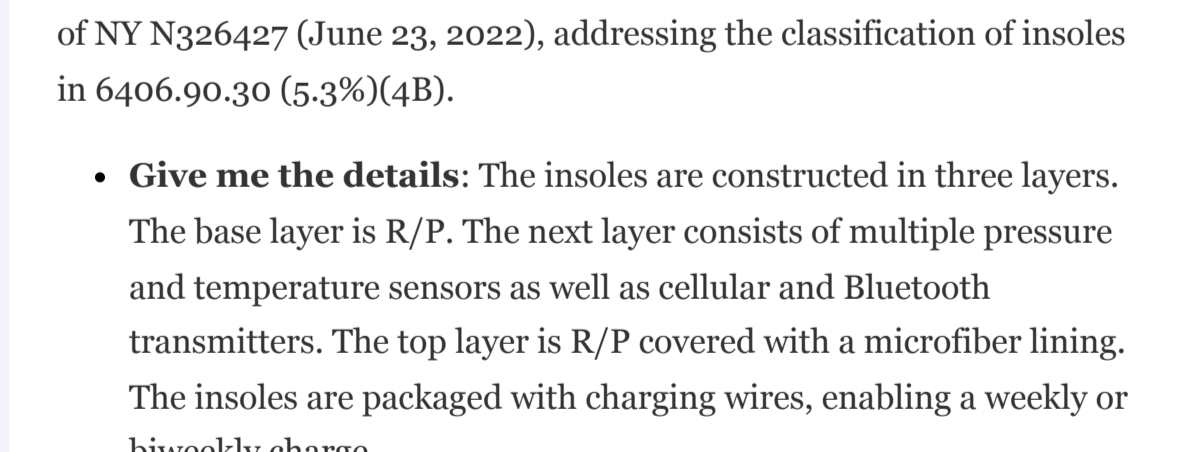 of NY N326427 (June 23, 2022), addressing the classification of insoles
in 6406.90.30 (5.3%)(4B).
• Give me the details: The insoles are constructed in three layers.
The base layer is R/P. The next layer consists of multiple pressure
and temperature sensors as well as cellular and Bluetooth
transmitters. The top layer is R/P covered with a microfiber lining.
The insoles are packaged with charging wires, enabling a weekly or
biweekly charge.